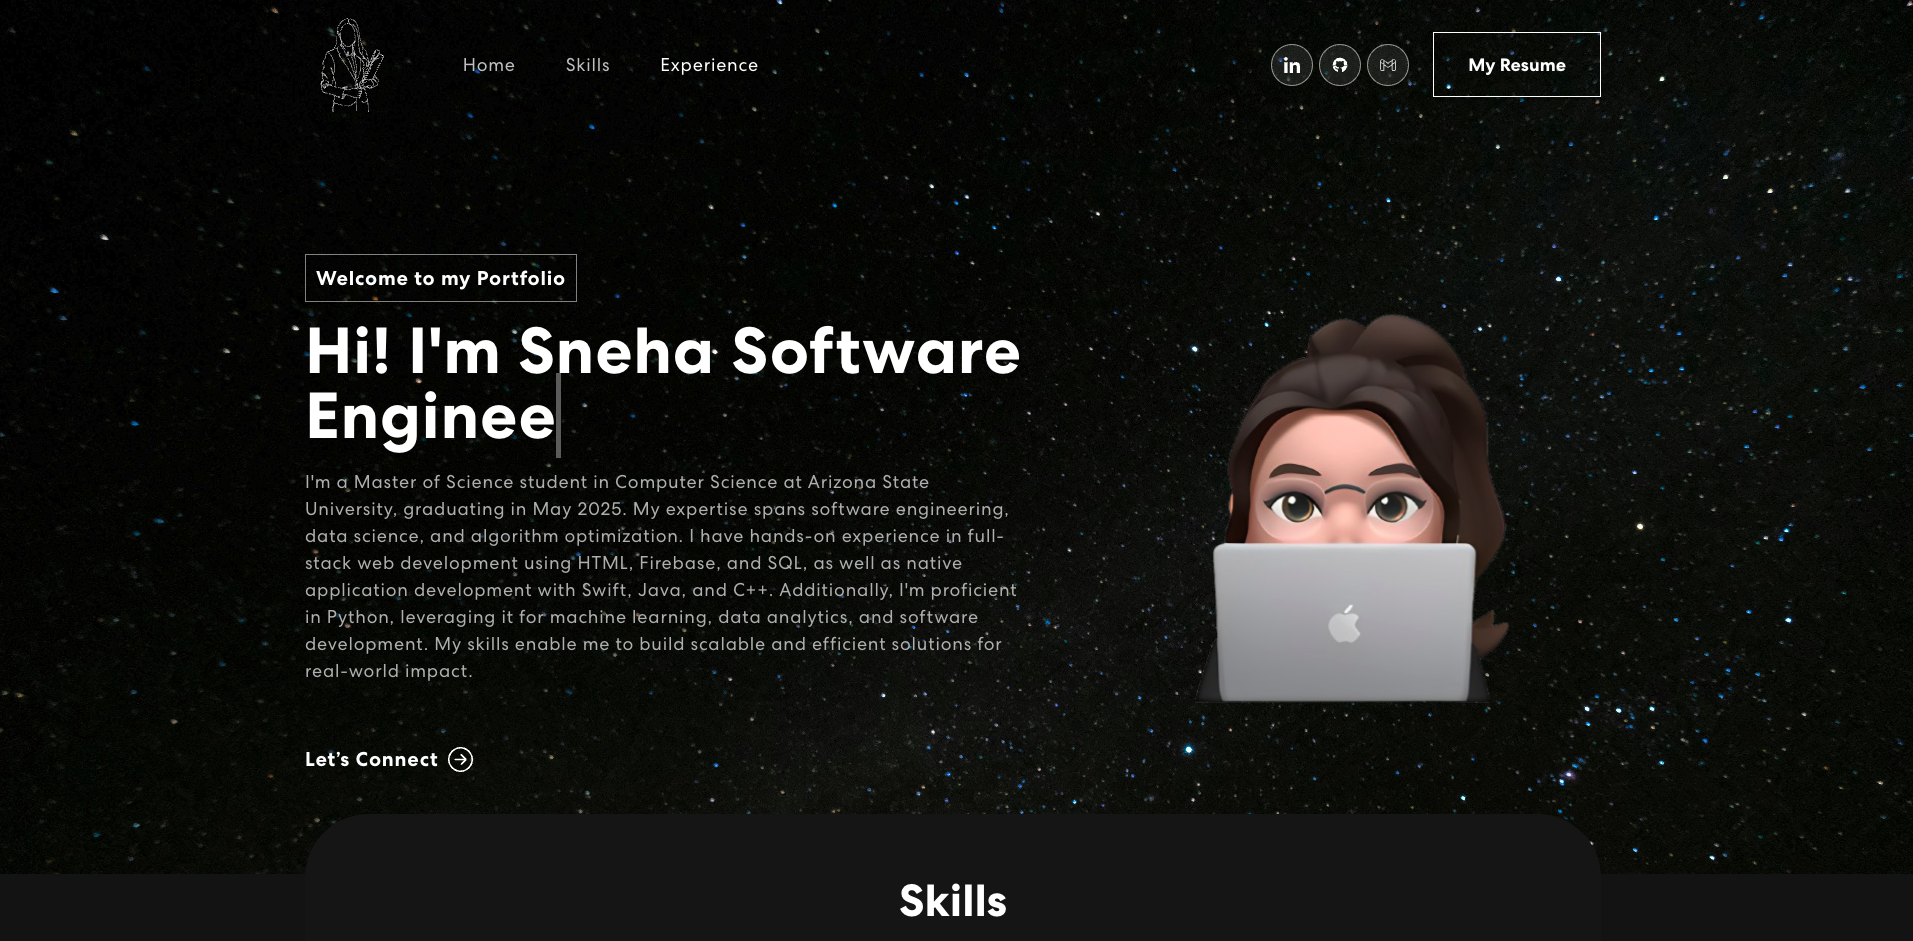 Home
Skills
Experience
in
My Resume
Welcome to my Portfolio
Hi! I'm Sneha Software
Enginee
I'm a Master of Science student in Computer Science at Arizona State
University, graduating in May 2025. My expertise spans software engineering,
data science, and algorithm optimization. I have hands-on experience in full-
stack web development using HTML, Firebase, and SQL, as well as native
application development with Swift, Java, and C++. Additionally, I'm proficient
in Python, leveraging it for machine learning, data analytics, and software
development. My skills enable me to build scalable and efficient solutions for
real-world impact.
Let’s Connect
Skills